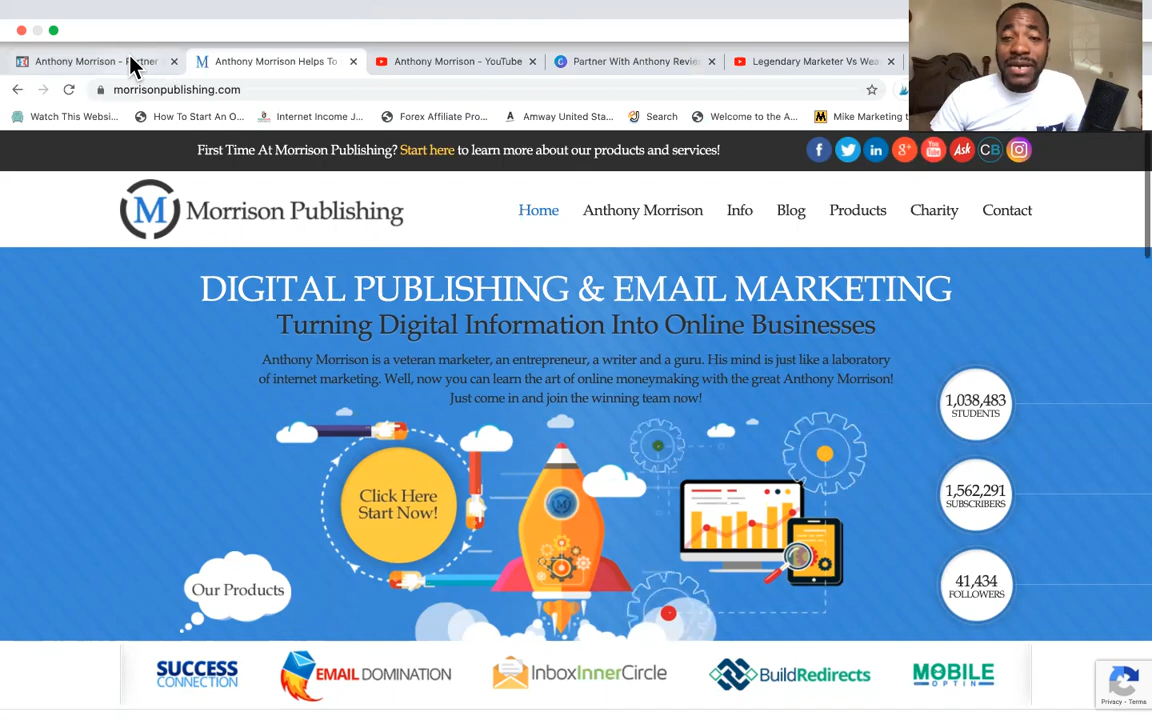 Anthony Morrison - Partner
Anthony Morrison Helps To
Anthony Morrison - YouTube
Partner With Anthony Revie
Legendary Marketer Vs Wea
morrisonpublishing.com
Watch This Websi...
How To Start An O...
Internet Income J...
Forex Affiliate Pro...
Amway United Sta...
Search
Welcome to the A...
Mike Marketing t
First Time At Morrison Publishing? Start here to learn more about our products and services!
Ask
CB
M Morrison Publishing
Home
Anthony Morrison
Info
Blog
Products
Charity
Contact
DIGITAL PUBLISHING & EMAIL MARKETING
Turning Digital Information Into Online Businesses
Anthony Morrison is a veteran marketer, an entrepreneur, a writer and a guru. His mind is just like a laboratory
of internet marketing. Well, now you can learn the art of online moneymaking with the great Anthony Morrison!
Just come in and join the winning team now!
1,038,483
STUDENTS
1,562,291
SUBSCRIBERS
41,434
FOLLOWERS
Click Here
Start Now!
Our Products
SUCCESS
CONNECTION
EMAIL DOMINATION
InboxInnerCircle
BuildRedirects
MOBILE
OPTIN
Privacy - Terms